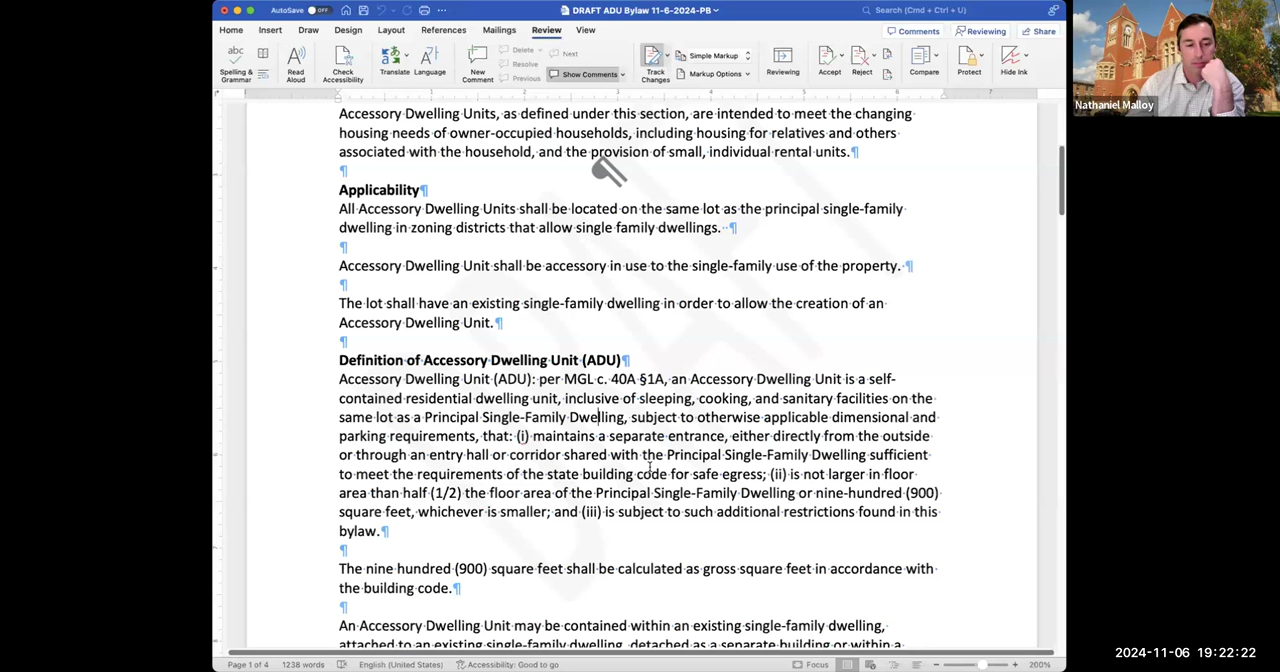 AutoSave OFF
DRAFT ADU Bylaw 11-6-2024-PB
Search (Cmd + Ctrl + U)
Home Insert Draw Design Layout References Mailings Review View
Comments Reviewing Share
Spelling & Grammar
Read Aloud
Check Accessibility
Translate
Language
New Comment
Delete
Resolve
Previous
Next
Show Comments
Track Changes
Simple Markup
Markup Options
Reviewing
Accept
Reject
Compare
Protect
Hide Ink
Nathaniel Malloy
Accessory Dwelling Units, as defined under this section, are intended to meet the changing
housing needs of owner-occupied households, including housing for relatives and others
associated with the household, and the provision of small, individual rental units.¶
¶
Applicability¶
All Accessory Dwelling Units shall be located on the same lot as the principal single-family
dwelling in zoning districts that allow single family dwellings. ¶
¶
Accessory Dwelling Unit shall be accessory in use to the single-family use of the property. ¶
¶
The lot shall have an existing single-family dwelling in order to allow the creation of an
Accessory Dwelling Unit.¶
¶
Definition of Accessory Dwelling Unit (ADU)¶
Accessory Dwelling Unit (ADU): per MGL c. 40A §1A, an Accessory Dwelling Unit is a self-
contained residential dwelling unit, inclusive of sleeping, cooking, and sanitary facilities on the
same lot as a Principal Single-Family Dwelling, subject to otherwise applicable dimensional and
parking requirements, that: (i) maintains a separate entrance, either directly from the outside
or through an entry hall or corridor shared with the Principal Single-Family Dwelling sufficient
to meet the requirements of the state building code for safe egress; (ii) is not larger in floor
area than half (1/2) the floor area of the Principal Single-Family Dwelling or nine-hundred (900)
square feet, whichever is smaller; and (iii) is subject to such additional restrictions found in this
bylaw.¶
¶
The nine hundred (900) square feet shall be calculated as gross square feet in accordance with
the building code.¶
¶
An Accessory Dwelling Unit may be contained within an existing single-family dwelling,
attached to an existing single-family dwelling, detached as a separate building or within a
Page 1 of 4 1238 words English (United States) Accessibility: Good to go Focus 200%
2024-11-06 19:22:22